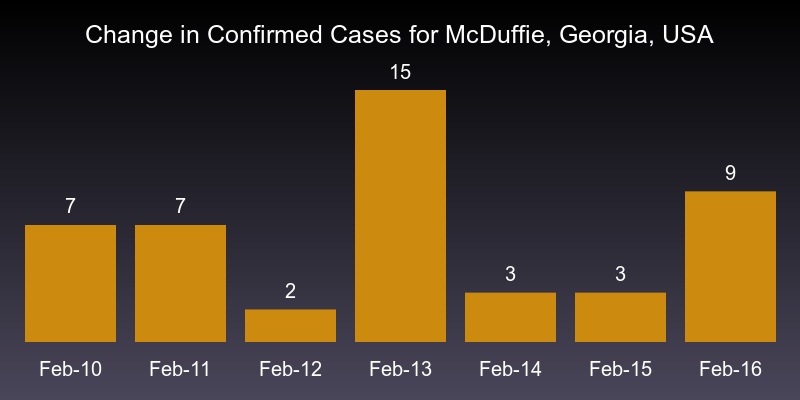 Change in Confirmed Cases for McDuffie, Georgia, USA
15
9
7 7
3 3
2
Feb-10 Feb-11 Feb-12 Feb-13 Feb-14 Feb-15 Feb-16